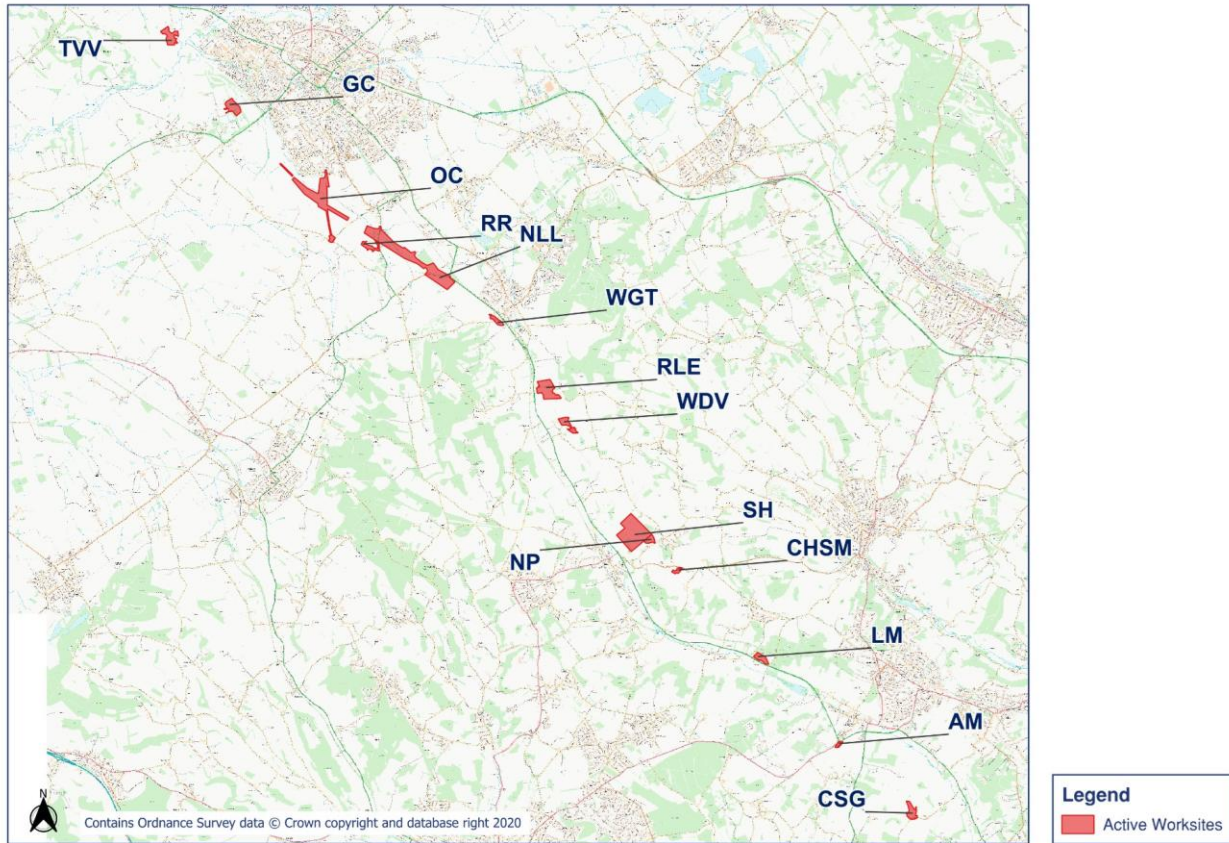 TVV
GC
OC
RR
NLL
WGT
RLE
WDV
SH
NP
CHSM
LM
AM
CSG
N
Contains Ordnance Survey data © Crown copyright and database right 2020
Legend
Active Worksites